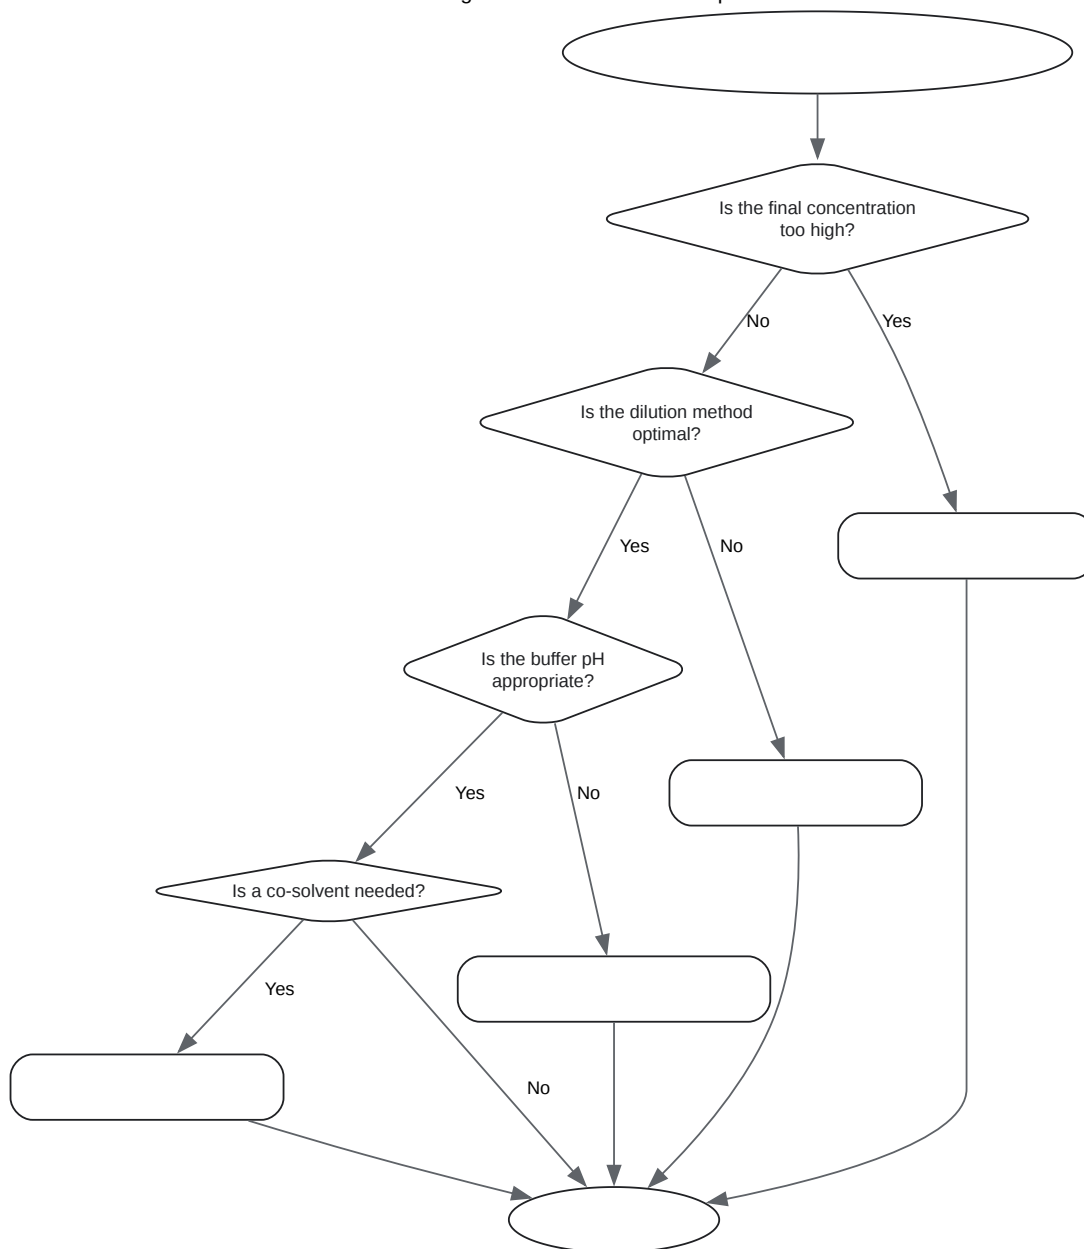 Is the final concentration
too high?
No
Yes
Is the dilution method
optimal?
Yes
No
Is the buffer pH
appropriate?
Yes
No
Is a co-solvent needed?
Yes
No